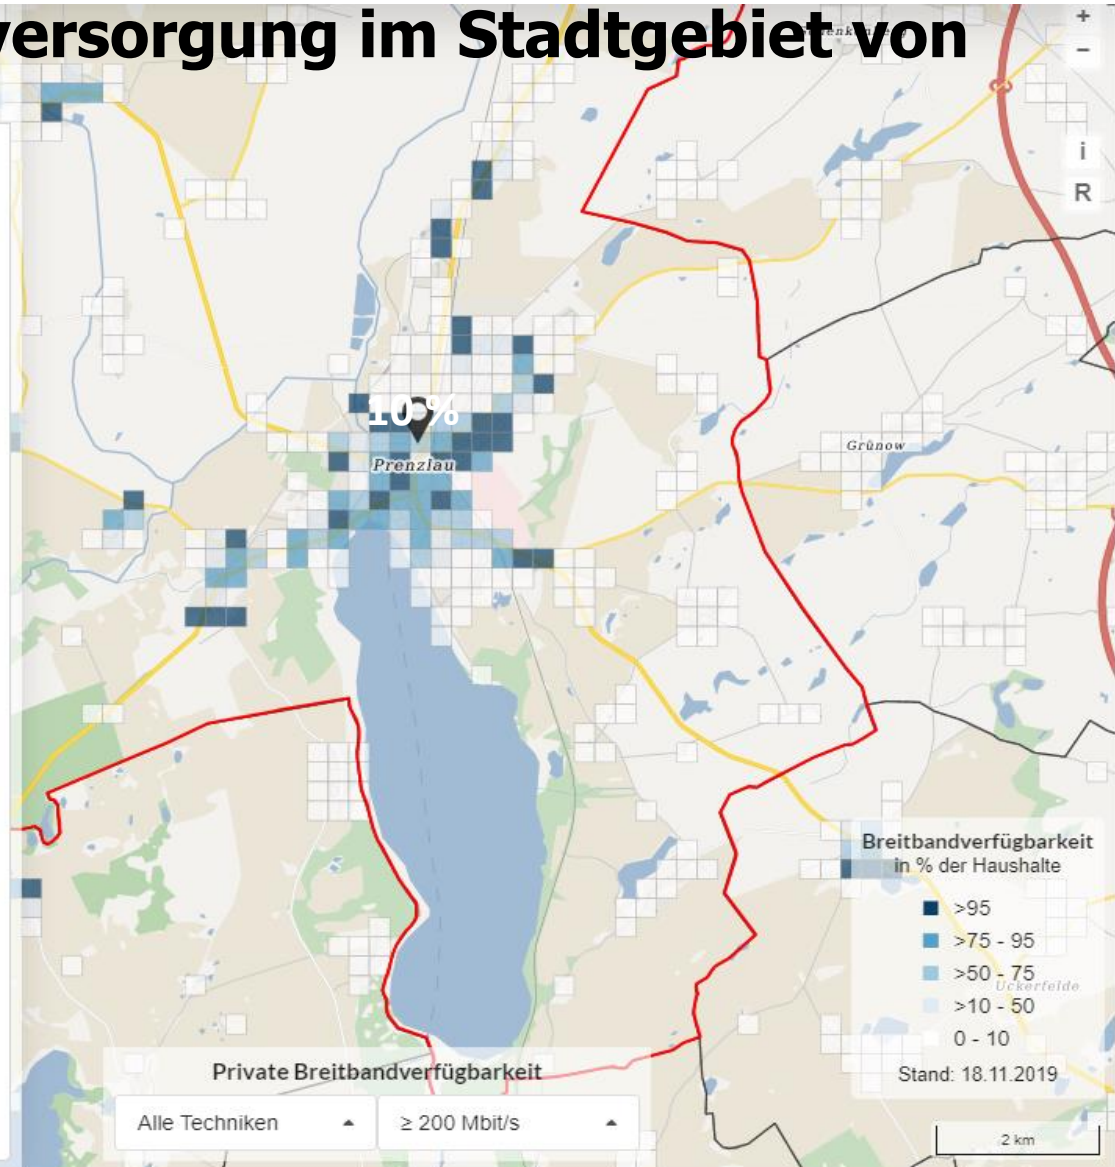 versorgung im Stadtgebiet von
+
−
i
R
10 %
Prenzlau
Grünow
Breitbandverfügbarkeit
in % der Haushalte
>95
>75 - 95
>50 - 75
Uckerfelde
>10 - 50
0 - 10
Stand: 18.11.2019
Private Breitbandverfügbarkeit
Alle Techniken
≥ 200 Mbit/s
2 km